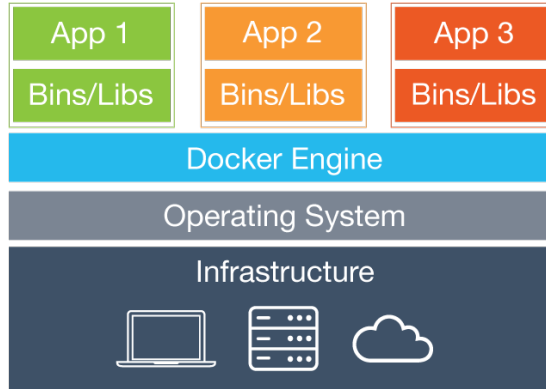 App 1
App 2
App 3
Bins/Libs
Bins/Libs
Bins/Libs
Docker Engine
Operating System
Infrastructure